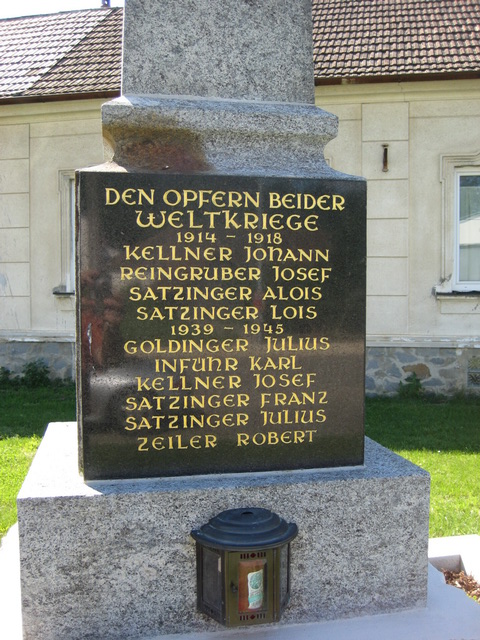 DEN OPFERN BEIDER
WELTKRIEGE
1914 – 1918
KELLNER JOHANN
REINGRUBER JOSEF
SATZINGER ALOIS
SATZINGER LOIS
1939 – 1945
GOLDINGER JULIUS
INFÜHR KARL
KELLNER JOSEF
SATZINGER FRANZ
SATZINGER JULIUS
ZEILER ROBERT